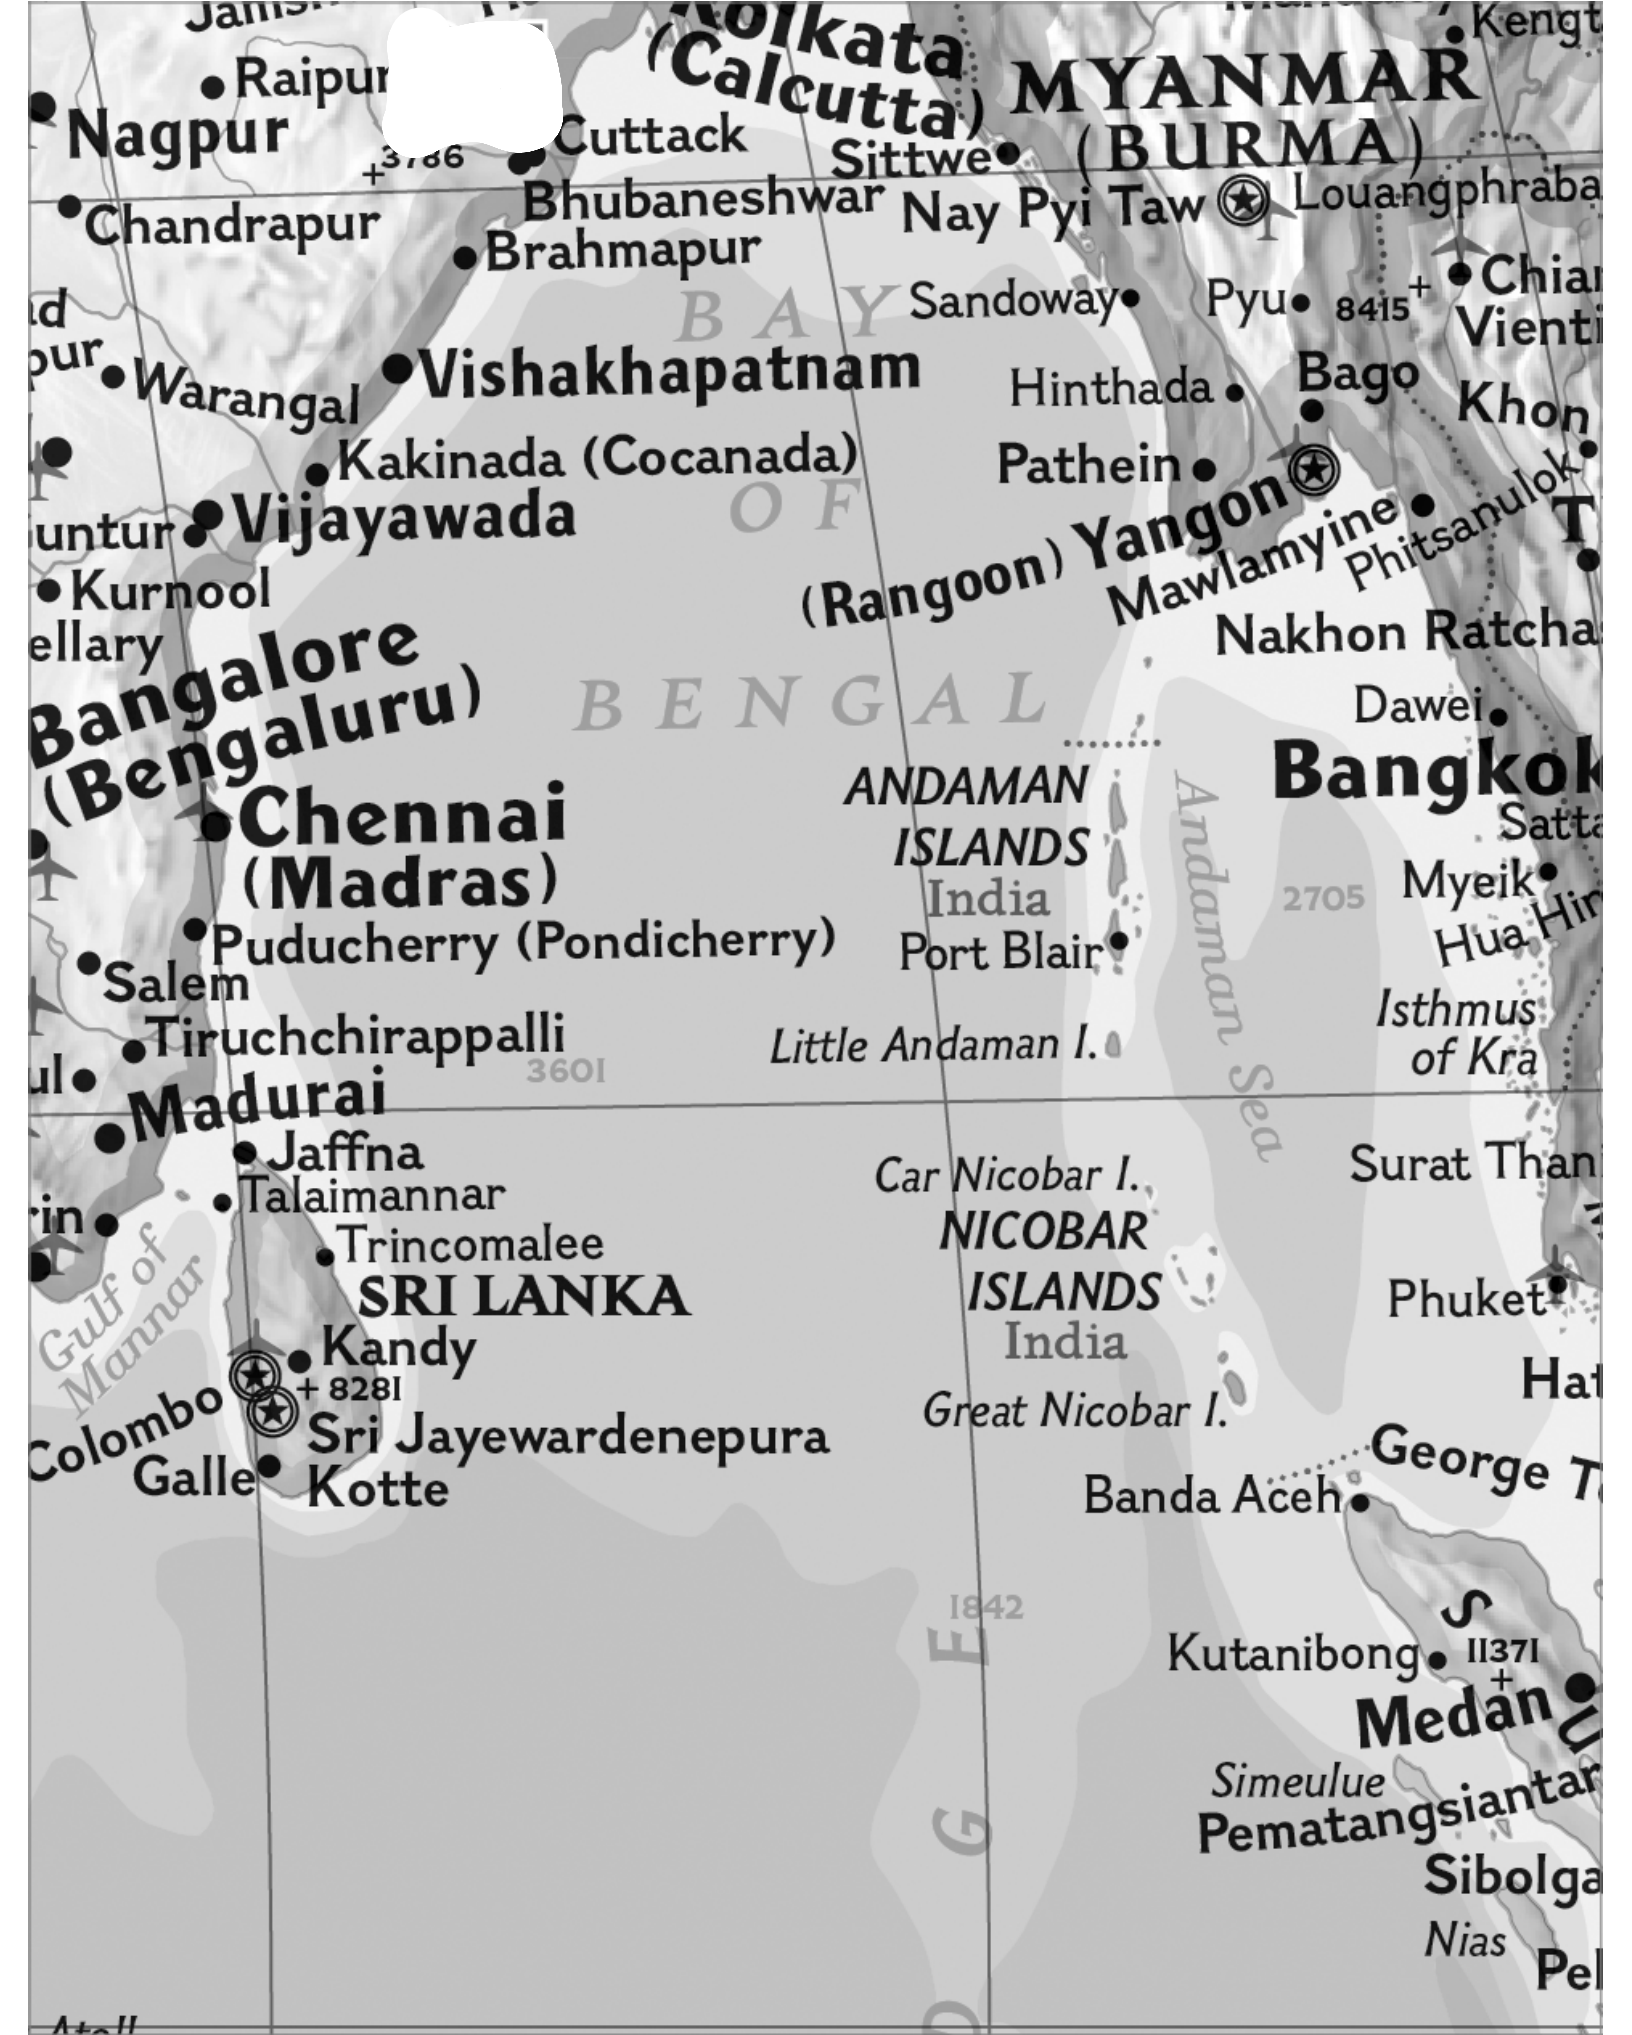 Kolkata
(Calcutta)
Raipur
Nagpur
3786
Cuttack
MYANMAR
(BURMA)
Sittwe
Chandrapur
Bhubaneshwar
Nay Pyi Taw
Louangphraba
Brahmapur
BAY
Sandoway
Pyu
8415
Warangal
Vishakhapatnam
Hinthada
Bago
Khon
Kakinada (Cocanada)
Pathein
OF
Vijayawada
(Rangoon) Yangon
Mawlamyine
Phitsanulok
T
Kurnool
Bangalore
(Bengaluru)
Nakhon Ratcha
BENGAL
Dawei
Bangkok
ANDAMAN
ISLANDS
India
Chennai
(Madras)
Andaman Sea
2705
Myeik
Hua Hin
Puducherry (Pondicherry)
Port Blair
Salem
Isthmus
of Kra
Tiruchchirappalli
3601
Little Andaman I.
Madurai
Jaffna
Talaimannar
Car Nicobar I.
Surat Thani
Trincomalee
NICOBAR
ISLANDS
India
SRI LANKA
Gulf of
Mannar
Phuket
Kandy
8281
Colombo
Great Nicobar I.
Sri Jayewardenepura
Kotte
Galle
George T
Banda Aceh
S
1842
E
Kutanibong
11371
Medan
U
Simeulue
Pematangsiantar
G
Sibolga
Nias
D